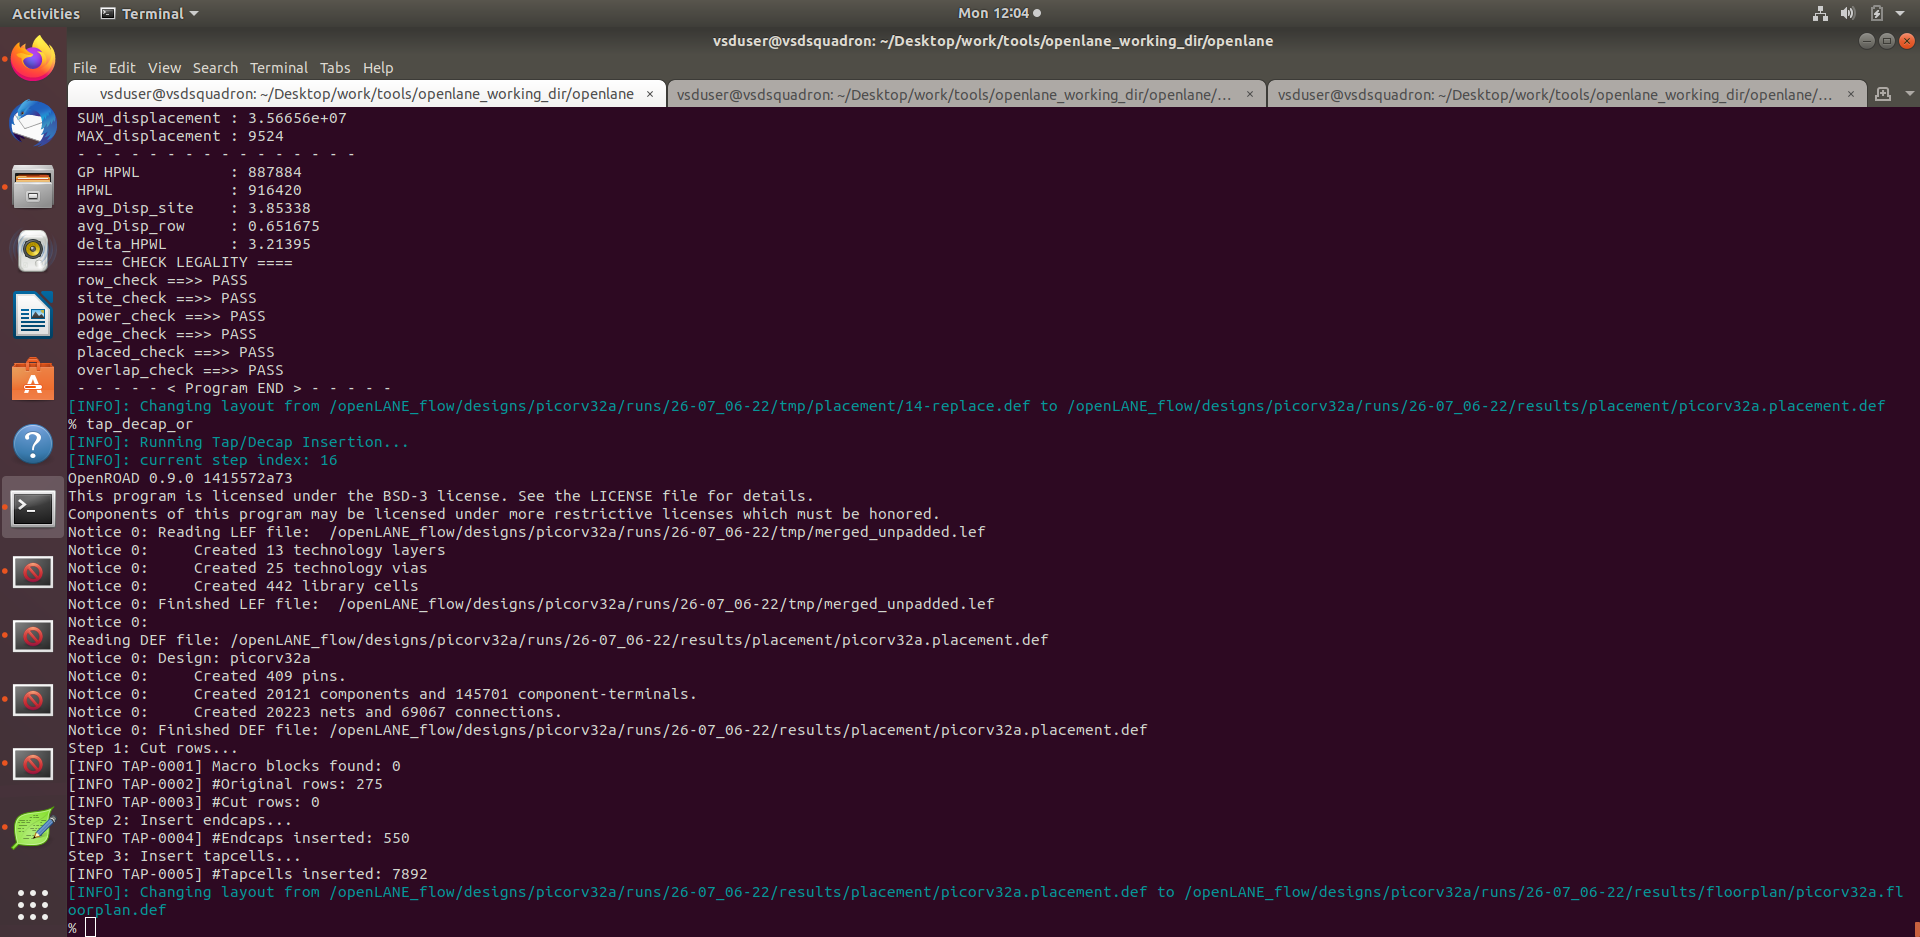 Activities Terminal Mon 12:04
vsduser@vsdsquadron: ~/Desktop/work/tools/openlane_working_dir/openlane
File Edit View Search Terminal Tabs Help
vsduser@vsdsquadron: ~/Desktop/work/tools/openlane_working_dir/openlane × vsduser@vsdsquadron: ~/Desktop/work/tools/openlane_working_dir/openlane/... × vsduser@vsdsquadron: ~/Desktop/work/tools/openlane_working_dir/openlane/... ×
SUM_displacement : 3.56656e+07
MAX_displacement : 9524
- - - - - - - - - - - - - - - -
GP HPWL          : 887884
HPWL             : 916420
avg_Disp_site    : 3.85338
avg_Disp_row     : 0.651675
delta_HPWL       : 3.21395
==== CHECK LEGALITY ====
row_check ==>> PASS
site_check ==>> PASS
power_check ==>> PASS
edge_check ==>> PASS
placed_check ==>> PASS
overlap_check ==>> PASS
- - - - - < Program END > - - - - -
[INFO]: Changing layout from /openLANE_flow/designs/picorv32a/runs/26-07_06-22/tmp/placement/14-replace.def to /openLANE_flow/designs/picorv32a/runs/26-07_06-22/results/placement/picorv32a.placement.def
% tap_decap_or
[INFO]: Running Tap/Decap Insertion...
[INFO]: current step index: 16
OpenROAD 0.9.0 1415572a73
This program is licensed under the BSD-3 license. See the LICENSE file for details.
Components of this program may be licensed under more restrictive licenses which must be honored.
Notice 0: Reading LEF file:  /openLANE_flow/designs/picorv32a/runs/26-07_06-22/tmp/merged_unpadded.lef
Notice 0:     Created 13 technology layers
Notice 0:     Created 25 technology vias
Notice 0:     Created 442 library cells
Notice 0: Finished LEF file:  /openLANE_flow/designs/picorv32a/runs/26-07_06-22/tmp/merged_unpadded.lef
Notice 0:
Reading DEF file: /openLANE_flow/designs/picorv32a/runs/26-07_06-22/results/placement/picorv32a.placement.def
Notice 0: Design: picorv32a
Notice 0:     Created 409 pins.
Notice 0:     Created 20121 components and 145701 component-terminals.
Notice 0:     Created 20223 nets and 69067 connections.
Notice 0: Finished DEF file: /openLANE_flow/designs/picorv32a/runs/26-07_06-22/results/placement/picorv32a.placement.def
Step 1: Cut rows...
[INFO TAP-0001] Macro blocks found: 0
[INFO TAP-0002] #Original rows: 275
[INFO TAP-0003] #Cut rows: 0
Step 2: Insert endcaps...
[INFO TAP-0004] #Endcaps inserted: 550
Step 3: Insert tapcells...
[INFO TAP-0005] #Tapcells inserted: 7892
[INFO]: Changing layout from /openLANE_flow/designs/picorv32a/runs/26-07_06-22/results/placement/picorv32a.placement.def to /openLANE_flow/designs/picorv32a/runs/26-07_06-22/results/floorplan/picorv32a.fl
oorplan.def
%